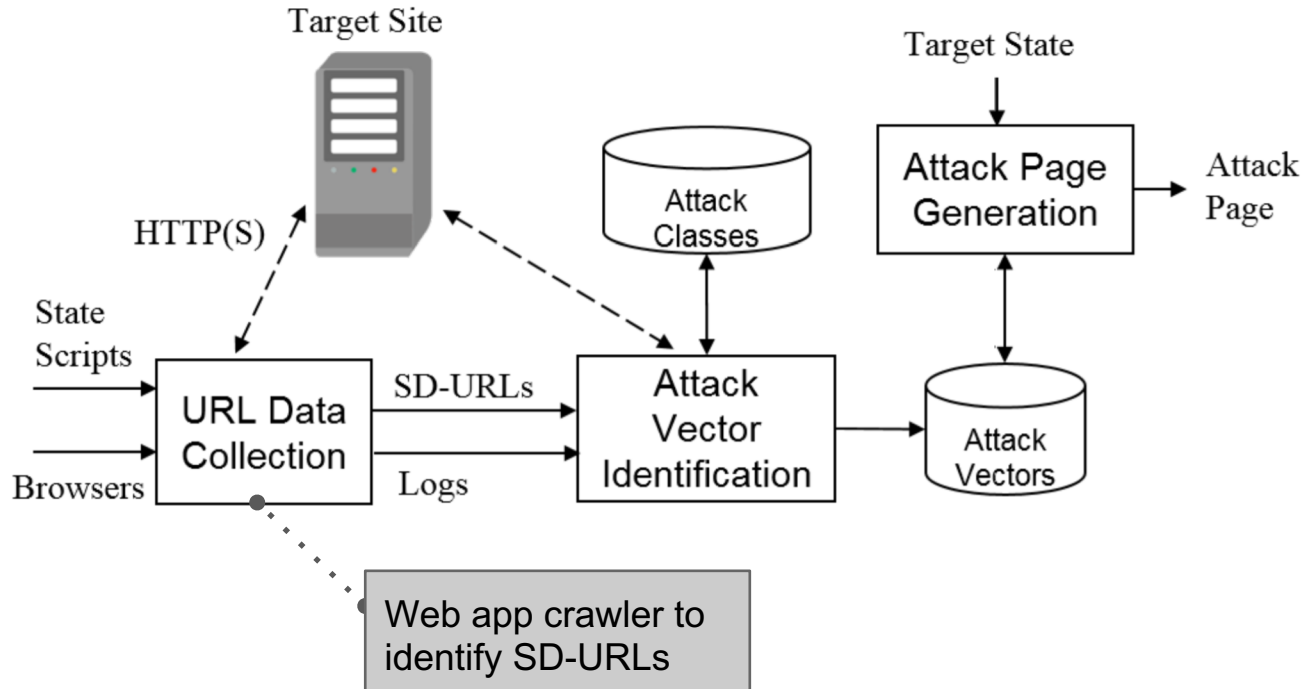 Target Site
Target State
Attack Page
Generation
Attack
Page
Attack
Classes
HTTP(S)
State
Scripts
Browsers
URL Data
Collection
SD-URLs
Logs
Attack
Vector
Identification
Attack
Vectors
Web app crawler to
identify SD-URLs